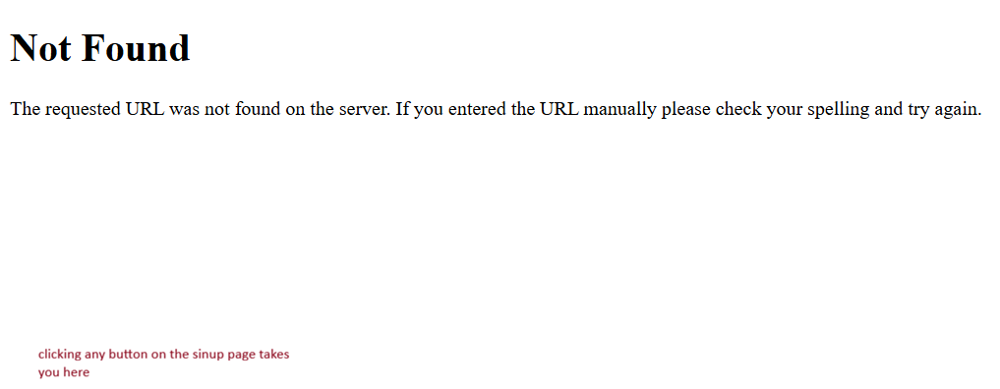 Not Found
The requested URL was not found on the server. If you entered the URL manually please check your spelling and try again.
clicking any button on the sinup page takes
you here